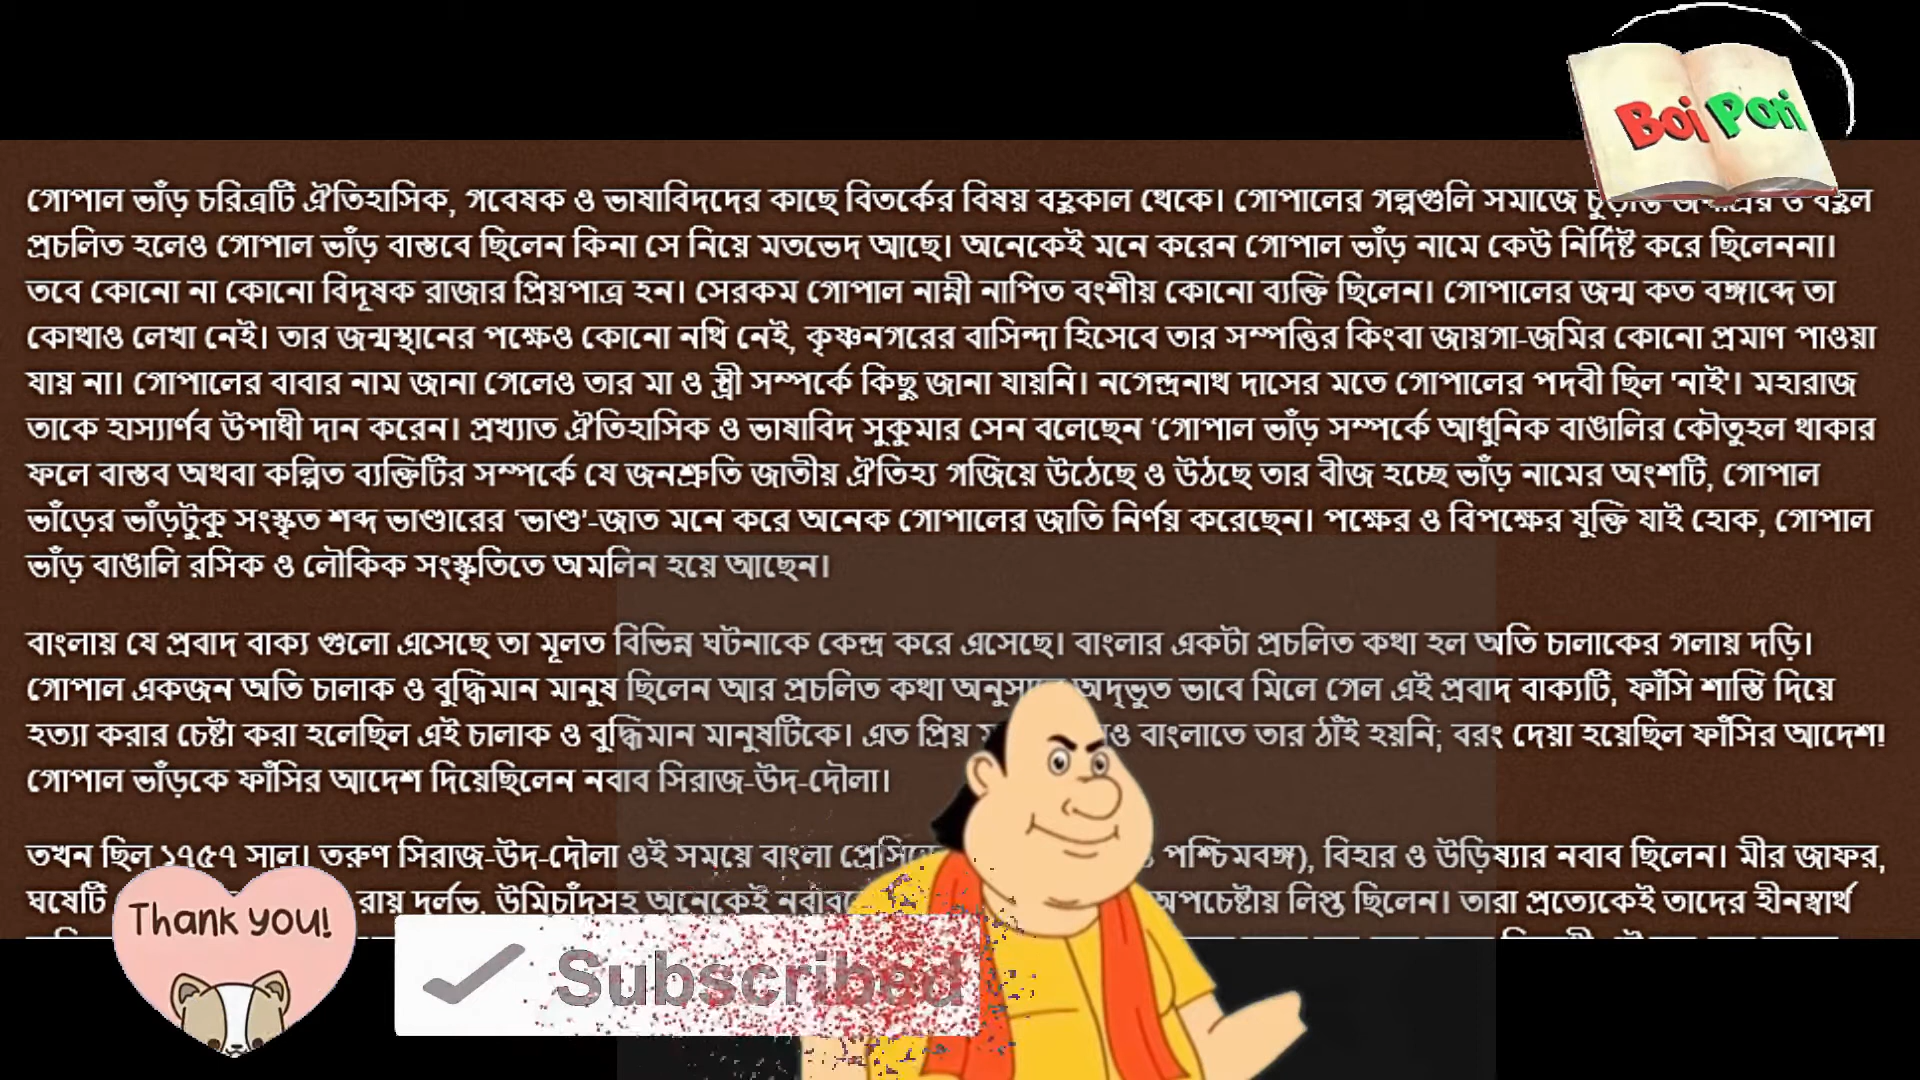 Boi Pori
গোপাল ভাঁড় চরিত্রটি ঐতিহাসিক, গবেষক ও ভাষাবিদদের কাছে বিতর্কের বিষয় বহুকাল থেকে। গোপালের গল্পগুলি সমাজে ও বহুল
প্রচলিত হলেও গোপাল ভাঁড় বাস্তবে ছিলেন কিনা সে নিয়ে মতভেদ আছে। অনেকেই মনে করেন গোপাল ভাঁড় নামে কেউ নির্দিষ্ট করে ছিলেননা।
তবে কোনো না কোনো বিদূষক রাজার প্রিয়পাত্র হন। সেরকম গোপাল নাম্নী নাপিত বংশীয় কোনো ব্যক্তি ছিলেন। গোপালের জন্ম কত বঙ্গাব্দে তা
কোথাও লেখা নেই। তার জন্মস্থানের পক্ষেও কোনো নথি নেই, কৃষ্ণনগরের বাসিন্দা হিসেবে তার সম্পত্তির কিংবা জায়গা-জমির কোনো প্রমাণ পাওয়া
যায় না। গোপালের বাবার নাম জানা গেলেও তার মা ও স্ত্রী সম্পর্কে কিছু জানা যায়নি। নগেন্দ্রনাথ দাসের মতে গোপালের পদবী ছিল 'নাই'। মহারাজ
তাকে হাস্যার্ণব উপাধী দান করেন। প্রখ্যাত ঐতিহাসিক ও ভাষাবিদ সুকুমার সেন বলেছেন ‘গোপাল ভাঁড় সম্পর্কে আধুনিক বাঙালির কৌতুহল থাকার
ফলে বাস্তব অথবা কল্পিত ব্যক্তিটির সম্পর্কে যে জনশ্রুতি জাতীয় ঐতিহ্য গজিয়ে উঠেছে ও উঠছে তার বীজ হচ্ছে ভাঁড় নামের অংশটি, গোপাল
ভাঁড়ের ভাঁড়টুকু সংস্কৃত শব্দ ভাণ্ডারের 'ভাণ্ড'-জাত মনে করে অনেক গোপালের জাতি নির্ণয় করেছেন। পক্ষের ও বিপক্ষের যুক্তি যাই হোক, গোপাল
ভাঁড় বাঙালি রসিক ও লৌকিক সংস্কৃতিতে অমলিন হয়ে আছেন।
বাংলায় যে প্রবাদ বাক্য গুলো এসেছে তা মূলত বিভিন্ন ঘটনাকে কেন্দ্র করে এসেছে। বাংলার একটা প্রচলিত কথা হল অতি চালাকের গলায় দড়ি।
গোপাল একজন অতি চালাক ও বুদ্ধিমান মানুষ ছিলেন আর প্রচলিত কথা অদ্ভুত ভাবে মিলে গেল এই প্রবাদ বাক্যটি, ফাঁসি শাস্তি দিয়ে
হত্যা করার চেষ্টা করা হলেছিল এই চালাক ও বুদ্ধিমান মানুষটিকে। এত প্রিয় বাংলাতে তার ঠাঁই হয়নি; বরং দেয়া হয়েছিল ফাঁসির আদেশ!
গোপাল ভাঁড়কে ফাঁসির আদেশ দিয়েছিলেন নবাব সিরাজ-উদ-দৌলা।
তখন ছিল ১৭৫৭ সাল। তরুণ সিরাজ-উদ-দৌলা ওই সময়ে বাংলা পশ্চিমবঙ্গ), বিহার ও উড়িষ্যার নবাব ছিলেন। মীর জাফর,
ঘষেটি রায় দুর্লভ, উমিচাঁদসহ অনেকেই অপচেষ্টায় লিপ্ত ছিলেন। তারা প্রত্যেকেই তাদের হীনস্বার্থ
Thank you!
Subscribed